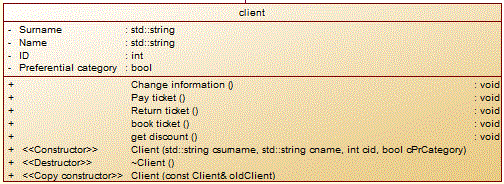 client
- Surname : std::string
- Name : std::string
- ID : int
- Preferential category : bool
+ Change information () : void
+ Pay ticket () : void
+ Return ticket () : void
+ book ticket () : void
+ get discount () : void
+ <<Constructor>> Client (std::string csurname, std::string cname, int cid, bool cPrCategory)
+ <<Destructor>> ~Client ()
+ <<Copy constructor>> Client (const Client& oldClient)